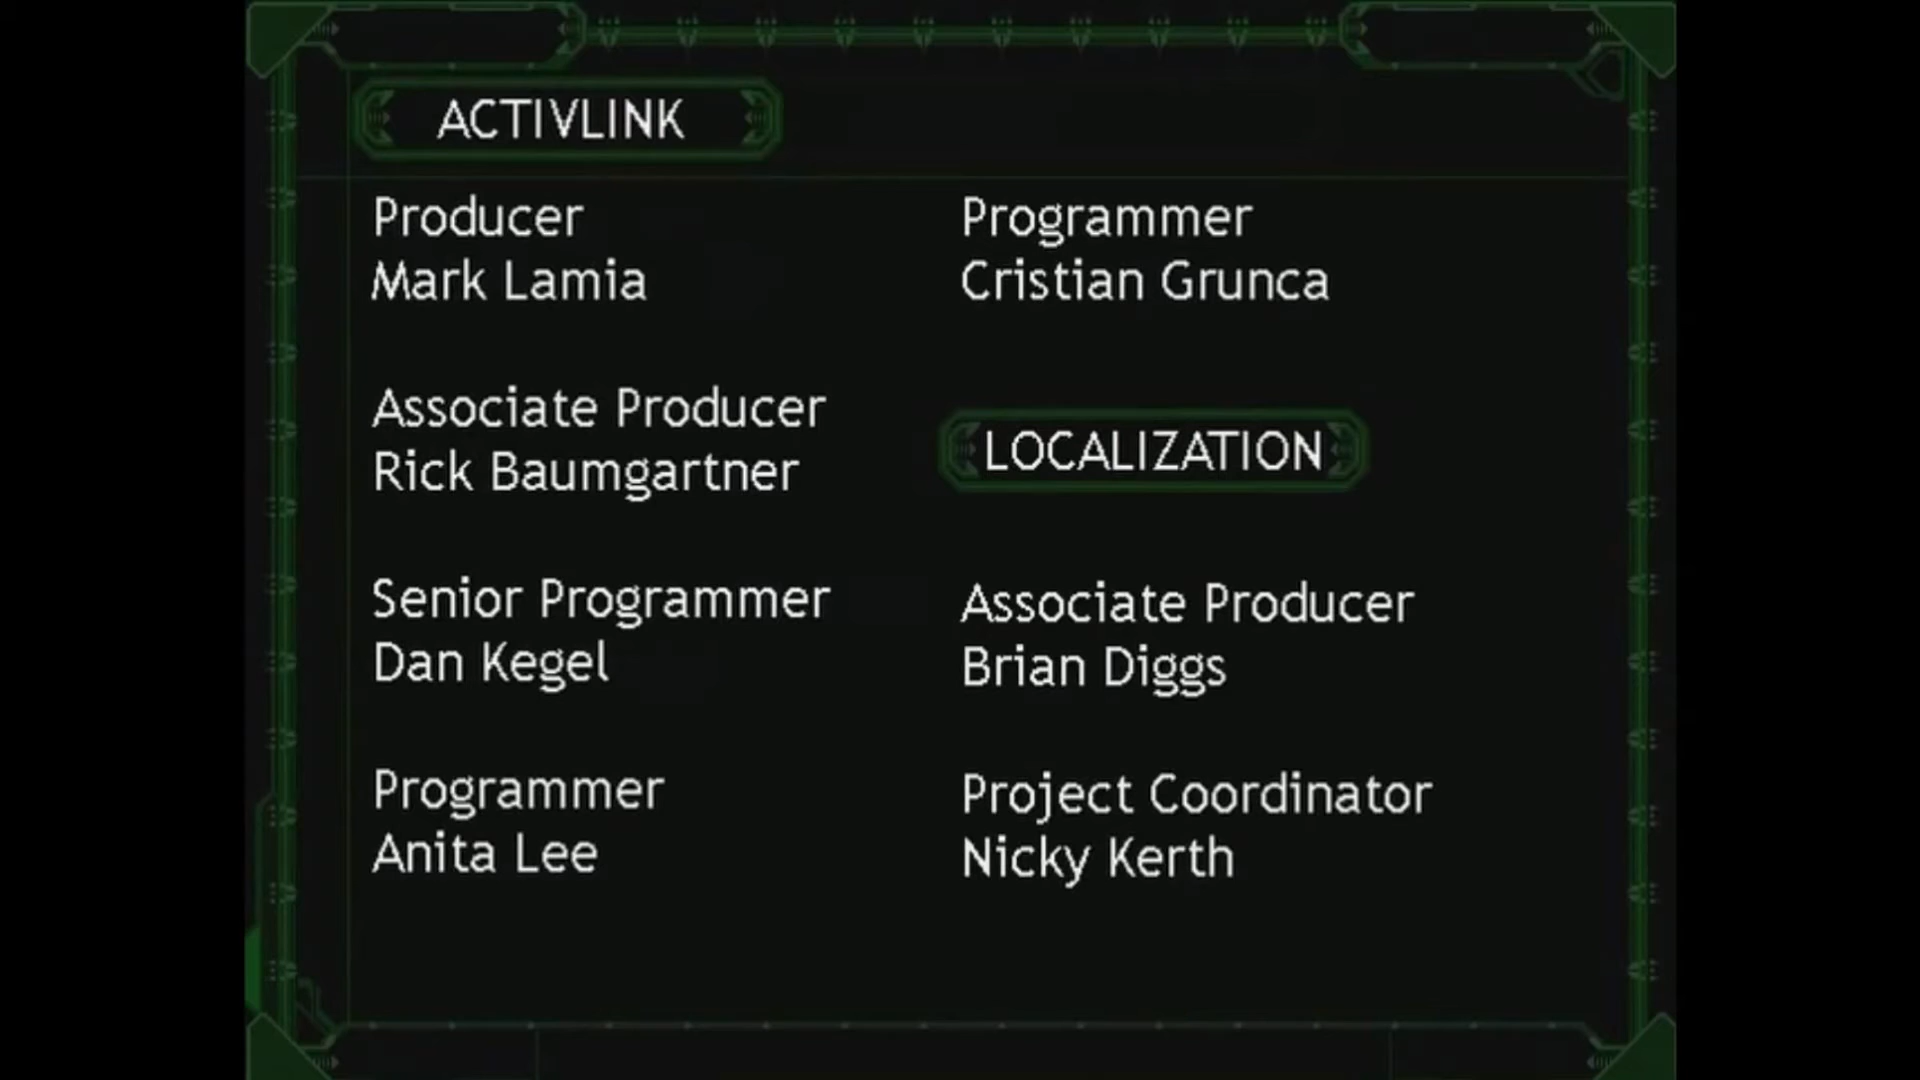 ACTIVLINK
Producer
Mark Lamia
Associate Producer
Rick Baumgartner
Senior Programmer
Dan Kegel
Programmer
Anita Lee
Programmer
Cristian Grunca
LOCALIZATION
Associate Producer
Brian Diggs
Project Coordinator
Nicky Kerth